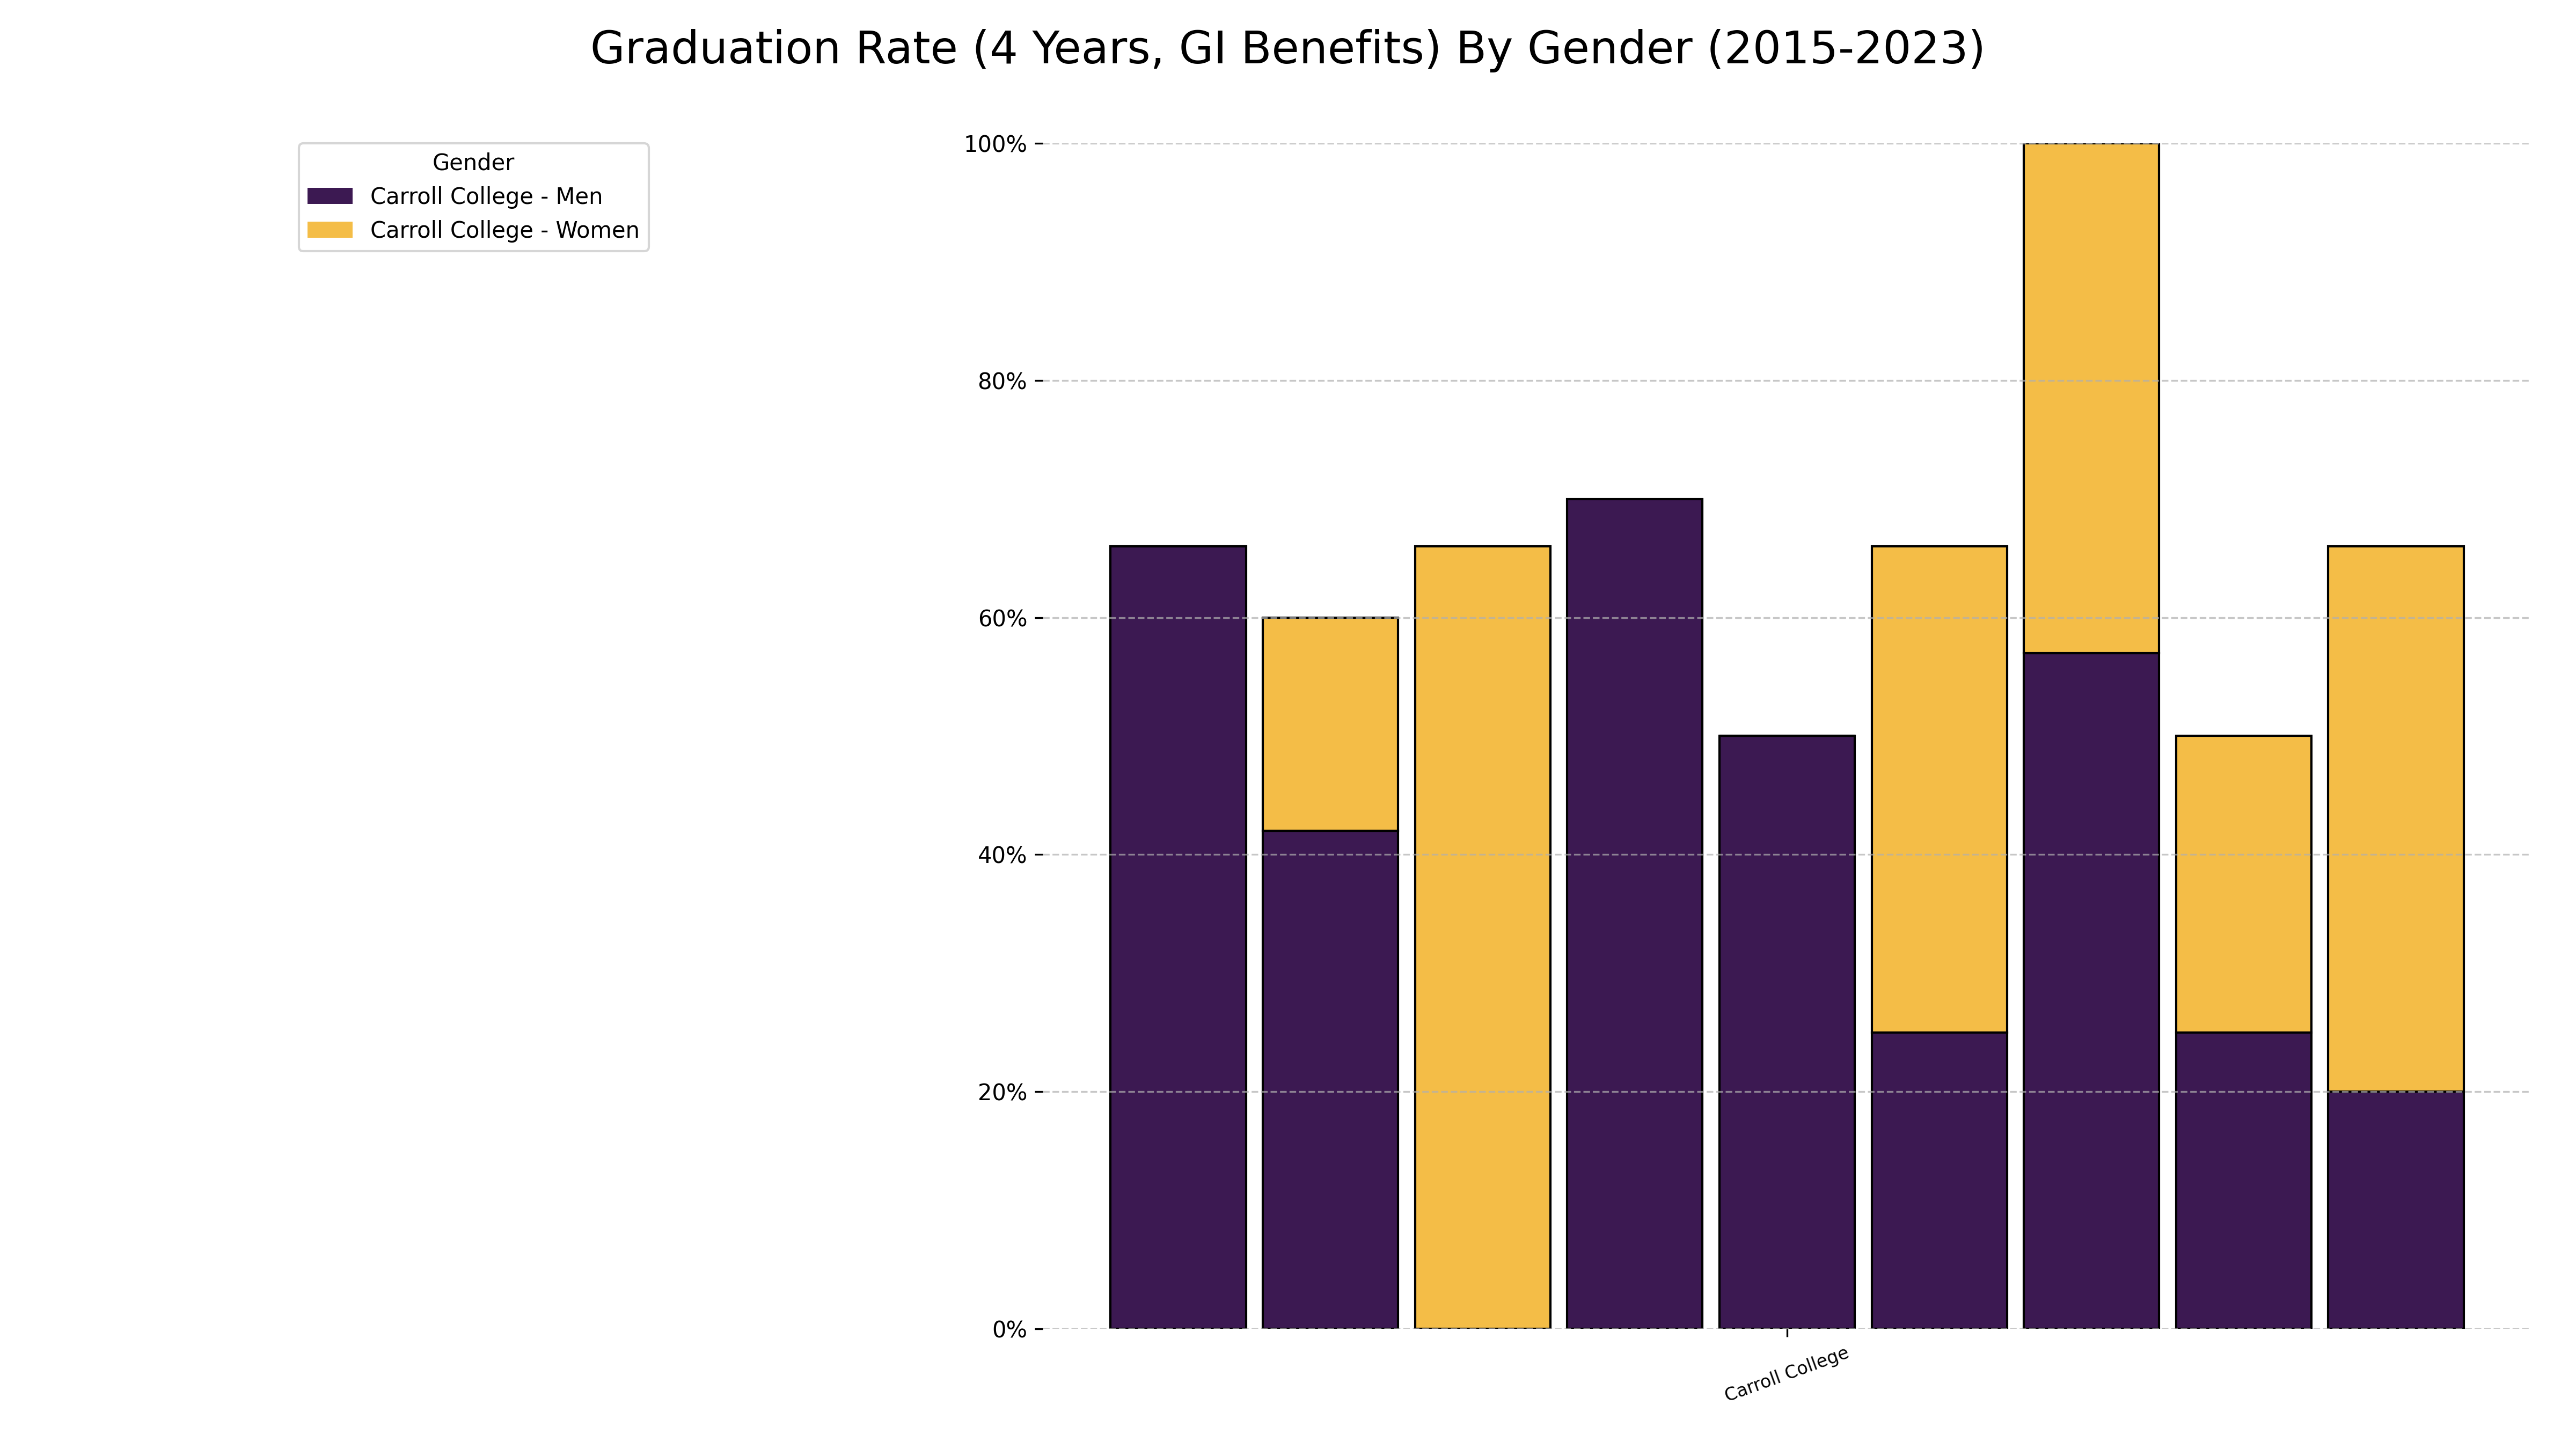 Graduation Rate (4 Years, GI Benefits) By Gender (2015-2023)
Gender
Carroll College - Men
Carroll College - Women
100%
80%
60%
40%
20%
0%
Carroll College